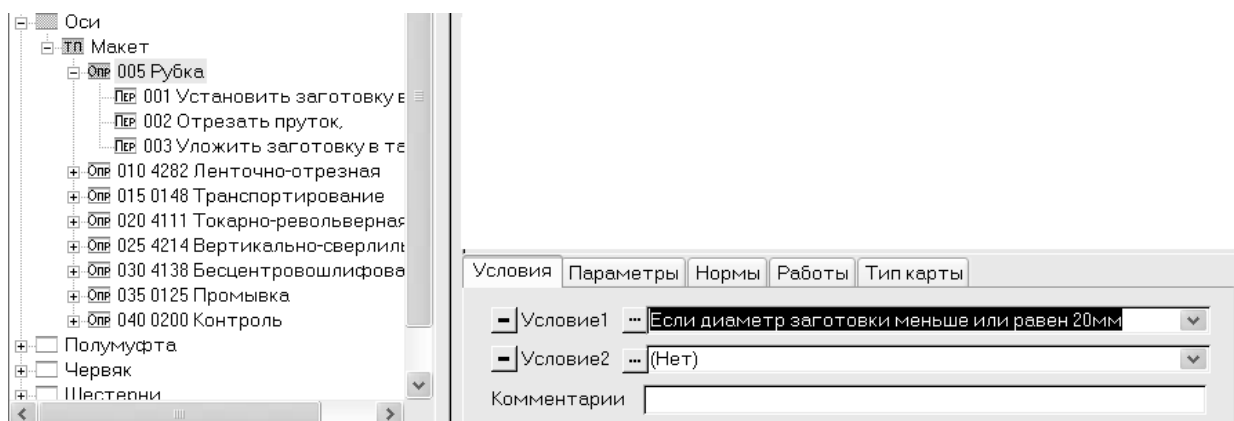 Оси
ТП Макет
Опр 005 Рубка
Пер 001 Установить заготовку в
Пер 002 Отрезать пруток,
Пер 003 Уложить заготовку в та
Опр 010 4282 Ленточно-отрезная
Опр 015 0148 Транспортирование
Опр 020 4111 Токарно-револьверная
Опр 025 4214 Вертикально-сверлиль
Опр 030 4138 Бесцентровошлифова
Опр 035 0125 Промывка
Опр 040 0200 Контроль
Полумуфта
Червяк
Шестерни
Условия Параметры Нормы Работы Тип карты
Условие1 ... Если диаметр заготовки меньше или равен 20мм
Условие2 ... (Нет)
Комментарии